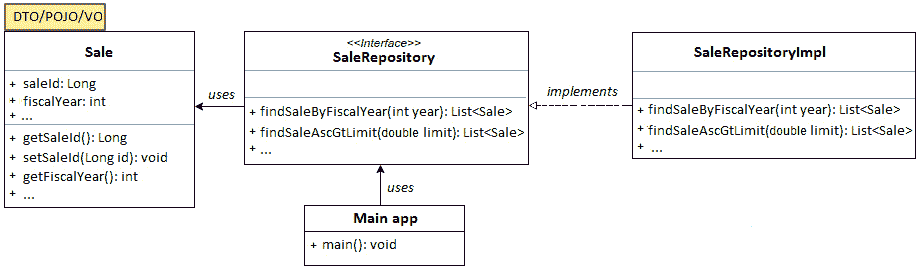 DTO/POJO/VO
Sale
+ saleId: Long
+ fiscalYear: int
+ ...
+ getSaleId(): Long
+ setSaleId(Long id): void
+ getFiscalYear(): int
+ ...
uses
<<Interface>>
SaleRepository
+ findSaleByFiscalYear(int year): List<Sale>
+ findSaleAscGtLimit(double limit): List<Sale>
+ ...
implements
SaleRepositoryImpl
+ findSaleByFiscalYear(int year): List<Sale>
+ findSaleAscGtLimit(double limit): List<Sale>
+ ...
uses
Main app
+ main(): void